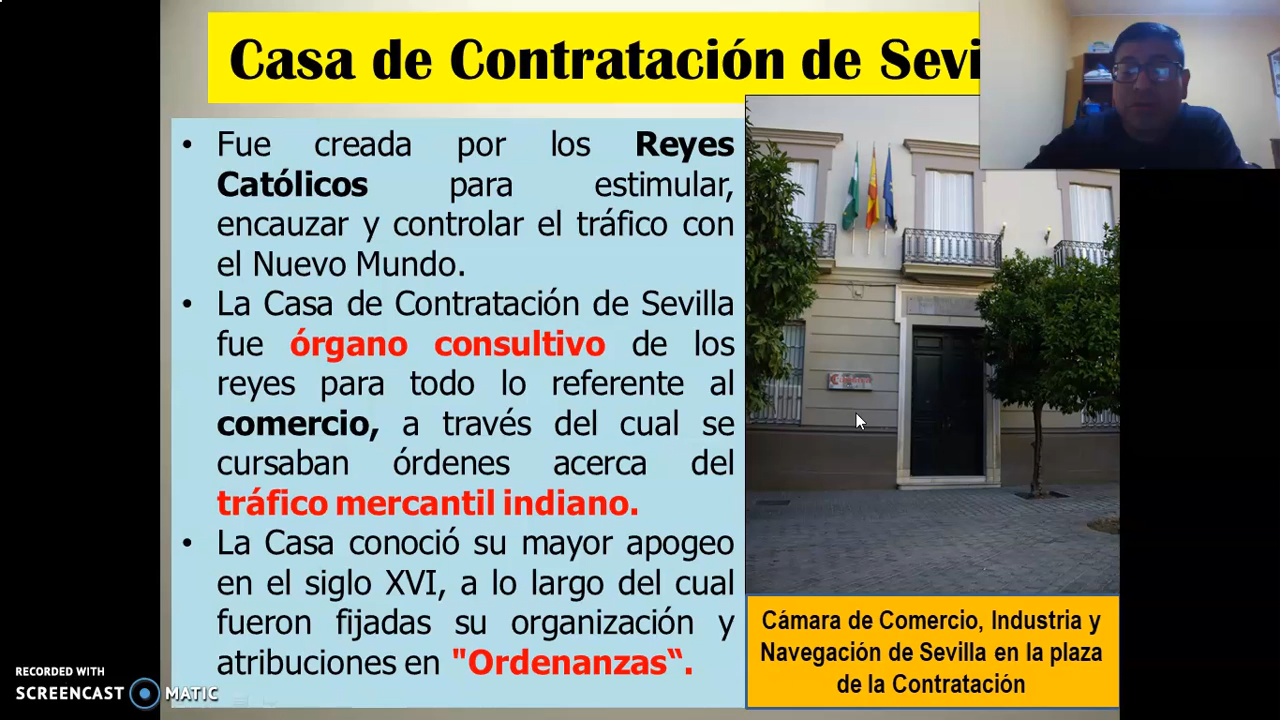 Casa de Contratación de Sevi
• Fue creada por los Reyes
Católicos para estimular,
encauzar y controlar el tráfico con
el Nuevo Mundo.
• La Casa de Contratación de Sevilla
fue órgano consultivo de los
reyes para todo lo referente al
comercio, a través del cual se
cursaban órdenes acerca del
tráfico mercantil indiano.
• La Casa conoció su mayor apogeo
en el siglo XVI, a lo largo del cual
fueron fijadas su organización y
atribuciones en "Ordenanzas“.
Cámara de Comercio, Industria y
Navegación de Sevilla en la plaza
de la Contratación
RECORDED WITH
SCREENCAST MATIC